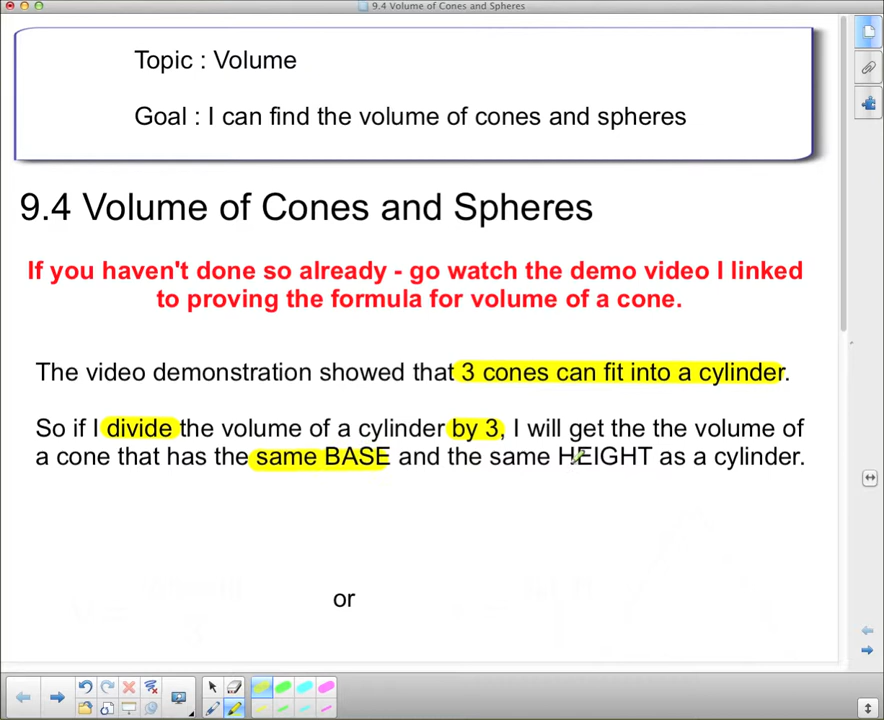 9.4 Volume of Cones and Spheres
Topic : Volume
Goal : I can find the volume of cones and spheres
9.4 Volume of Cones and Spheres
If you haven't done so already - go watch the demo video I linked
to proving the formula for volume of a cone.
The video demonstration showed that 3 cones can fit into a cylinder.
So if I divide the volume of a cylinder by 3, I will get the the volume of
a cone that has the same BASE and the same HEIGHT as a cylinder.
or